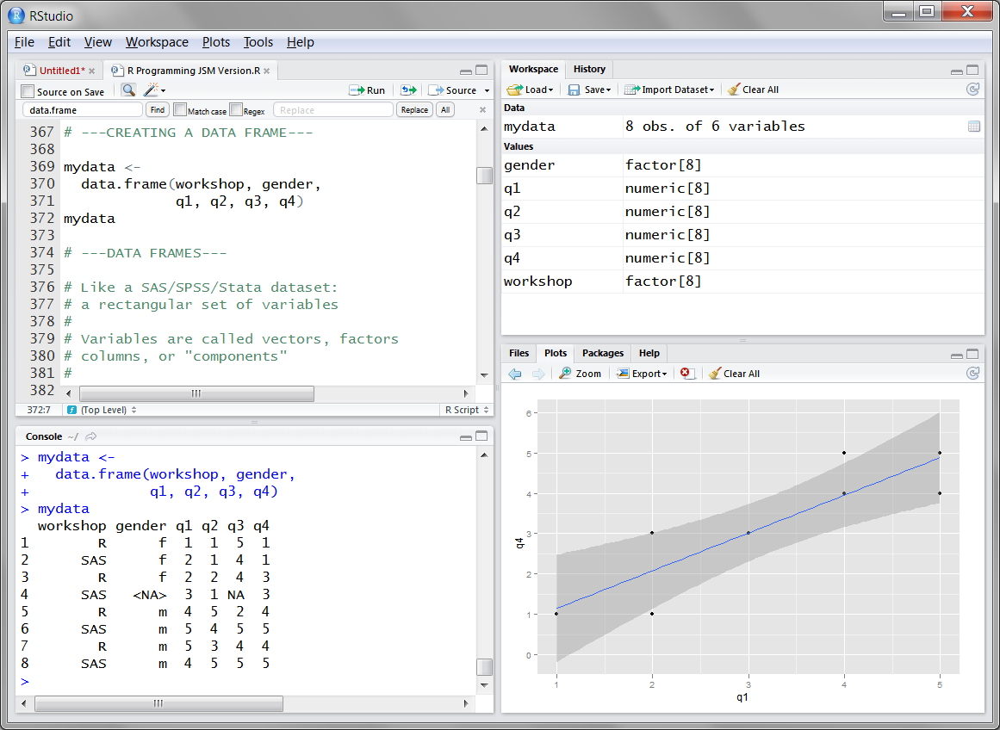 RStudio
File Edit View Workspace Plots Tools Help
Untitled1* R Programming JSM Version.R
Source on Save Run Source
data.frame Find Match case Regex Replace Replace All
367 # ---CREATING A DATA FRAME---
368
369 mydata <-
370   data.frame(workshop, gender,
371              q1, q2, q3, q4)
372 mydata
373
374 # ---DATA FRAMES---
375
376 # Like a SAS/SPSS/Stata dataset:
377 # a rectangular set of variables
378 #
379 # Variables are called vectors, factors
380 # columns, or "components"
381 #
382
372:7 (Top Level) R Script
Console ~/
> mydata <-
+   data.frame(workshop, gender,
+              q1, q2, q3, q4)
> mydata
  workshop gender q1 q2 q3 q4
1        R      f  1  1  5  1
2      SAS      f  2  1  4  1
3        R      f  2  2  4  3
4      SAS   <NA>  3  1 NA  3
5        R      m  4  5  2  4
6      SAS      m  5  4  5  5
7        R      m  5  3  4  4
8      SAS      m  4  5  5  5
>
Workspace History
Load Save Import Dataset Clear All
Data
mydata 8 obs. of 6 variables
Values
gender factor[8]
q1 numeric[8]
q2 numeric[8]
q3 numeric[8]
q4 numeric[8]
workshop factor[8]
Files Plots Packages Help
Zoom Export Clear All
6
5
4
3
2
1
0
q4
1 2 3 4 5
q1